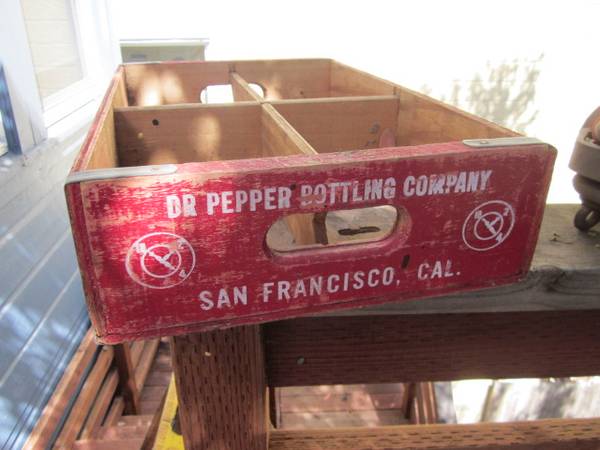 DR PEPPER BOTTLING COMPANY
SAN FRANCISCO, CAL.